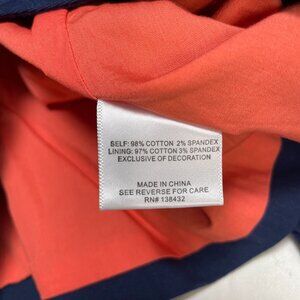 SELF: 98% COTTON 2% SPANDEX
LINING: 97% COTTON 3% SPANDEX
EXCLUSIVE OF DECORATION
MADE IN CHINA
SEE REVERSE FOR CARE
RN# 138432